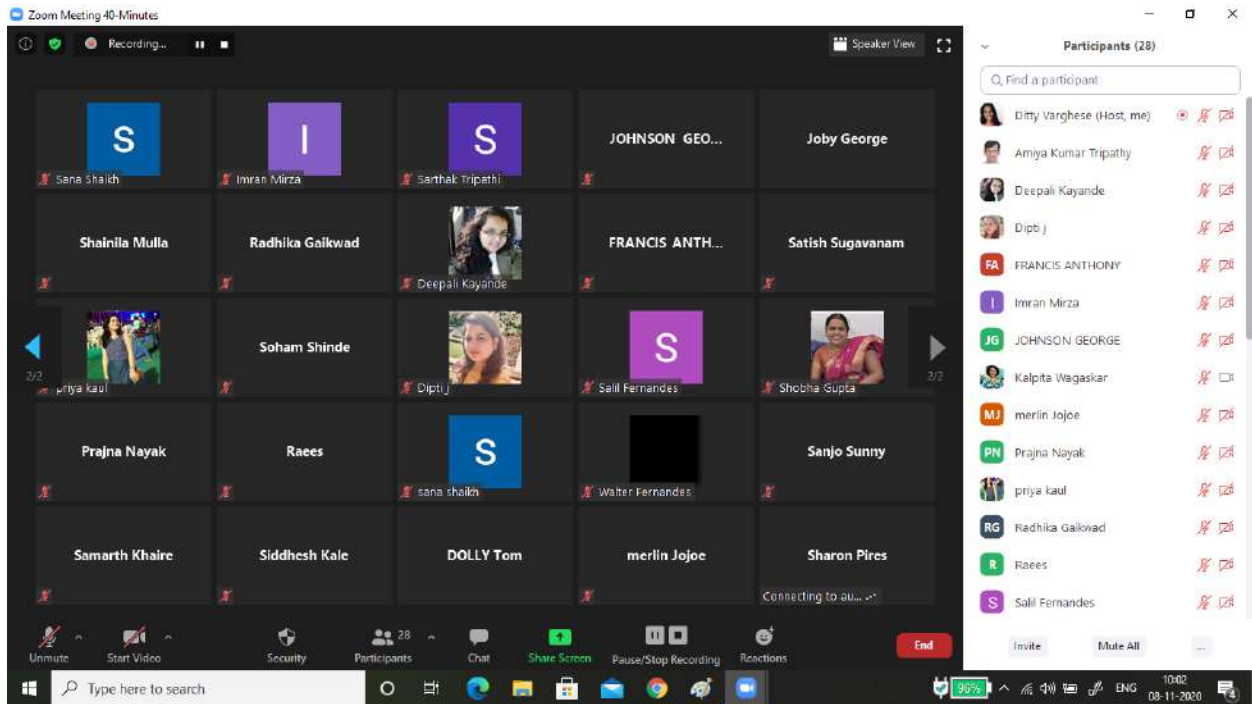 Zoom Meeting 40-Minutes
Recording...
Speaker View
S
Sana Shaikh
I
Imran Mirza
S
Sarthak Tripathi
JOHNSON GEO...
Joby George
Shainila Mulla
Radhika Gaikwad
Deepali Kayande
FRANCIS ANTH...
Satish Sugavanam
2/2
priya kaul
Soham Shinde
Dipti j
S
Salil Fernandes
Shobha Gupta
2/2
Prajna Nayak
Raees
S
sana shaikh
Walter Fernandes
Sanjo Sunny
Samarth Khaire
Siddhesh Kale
DOLLY Tom
merlin Jojoe
Sharon Pires
Connecting to au...
Unmute
Start Video
Security
28
Participants
Chat
Share Screen
Pause/Stop Recording
Reactions
End
Participants (28)
Find a participant
Ditty Varghese (Host, me)
Amiya Kumar Tripathy
Deepali Kayande
Dipti j
FA FRANCIS ANTHONY
I Imran Mirza
JG JOHNSON GEORGE
Kalpita Wagaskar
MJ merlin Jojoe
PN Prajna Nayak
priya kaul
RG Radhika Gaikwad
R Raees
S Salil Fernandes
Invite
Mute All
...
Type here to search
96%
ENG
10:02
08-11-2020
4